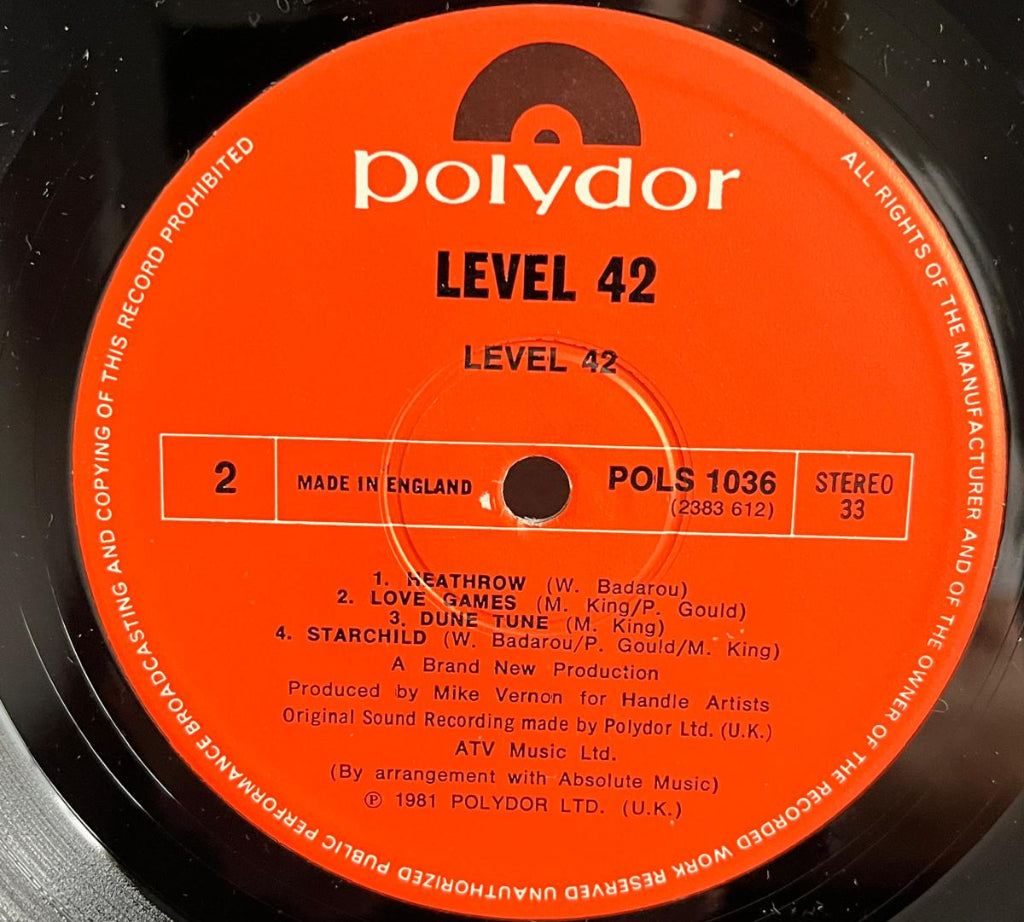 polydor
LEVEL 42
LEVEL 42
2
MADE IN ENGLAND
POLS 1036
(2383 612)
STEREO
33
1. HEATHROW (W. Badarou)
2. LOVE GAMES (M. King/P. Gould)
3. DUNE TUNE (M. King)
4. STARCHILD (W. Badarou/P. Gould/M. King)
A Brand New Production
Produced by Mike Vernon for Handle Artists
Original Sound Recording made by Polydor Ltd. (U.K.)
ATV Music Ltd.
(By arrangement with Absolute Music)
℗ 1981 POLYDOR LTD. (U.K.)
ALL RIGHTS OF THE MANUFACTURER AND OF THE OWNER OF THE RECORDED WORK RESERVED UNAUTHORIZED PUBLIC PERFORMANCE BROADCASTING AND COPYING OF THIS RECORD PROHIBITED